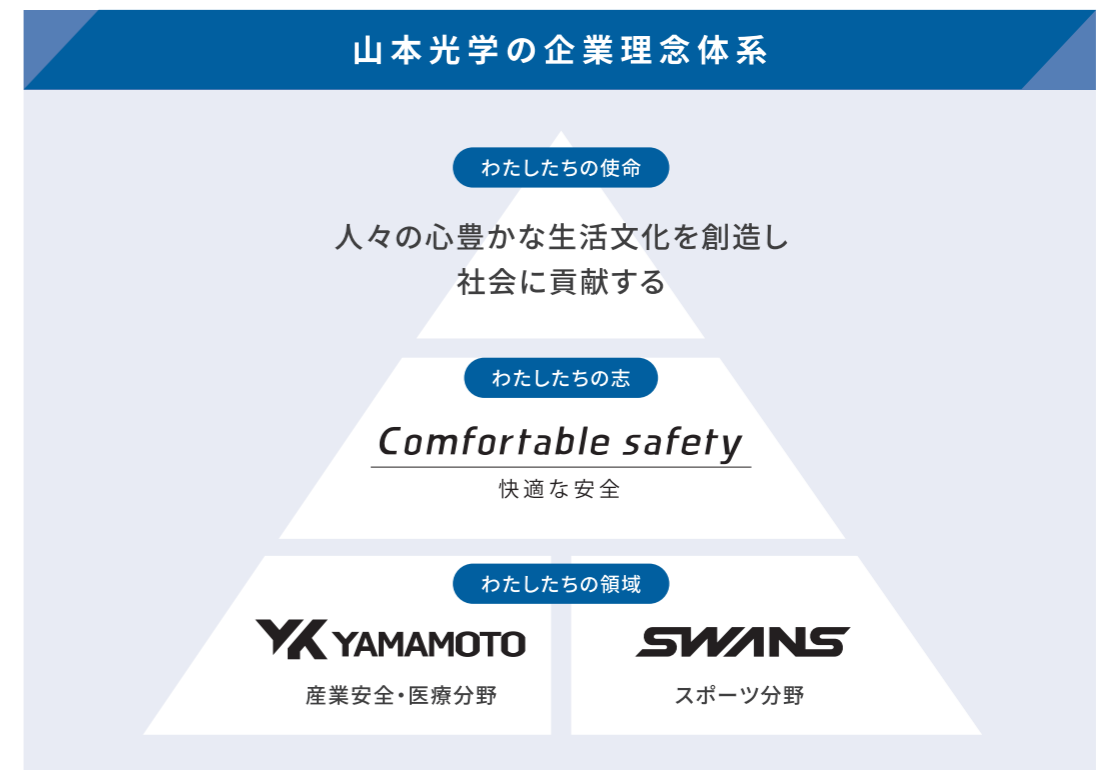 山本光学の企業理念体系
わたしたちの使命
人々の心豊かな生活文化を創造し
社会に貢献する
わたしたちの志
Comfortable safety
快適な安全
わたしたちの領域
YK YAMAMOTO
産業安全・医療分野
SWANS
スポーツ分野